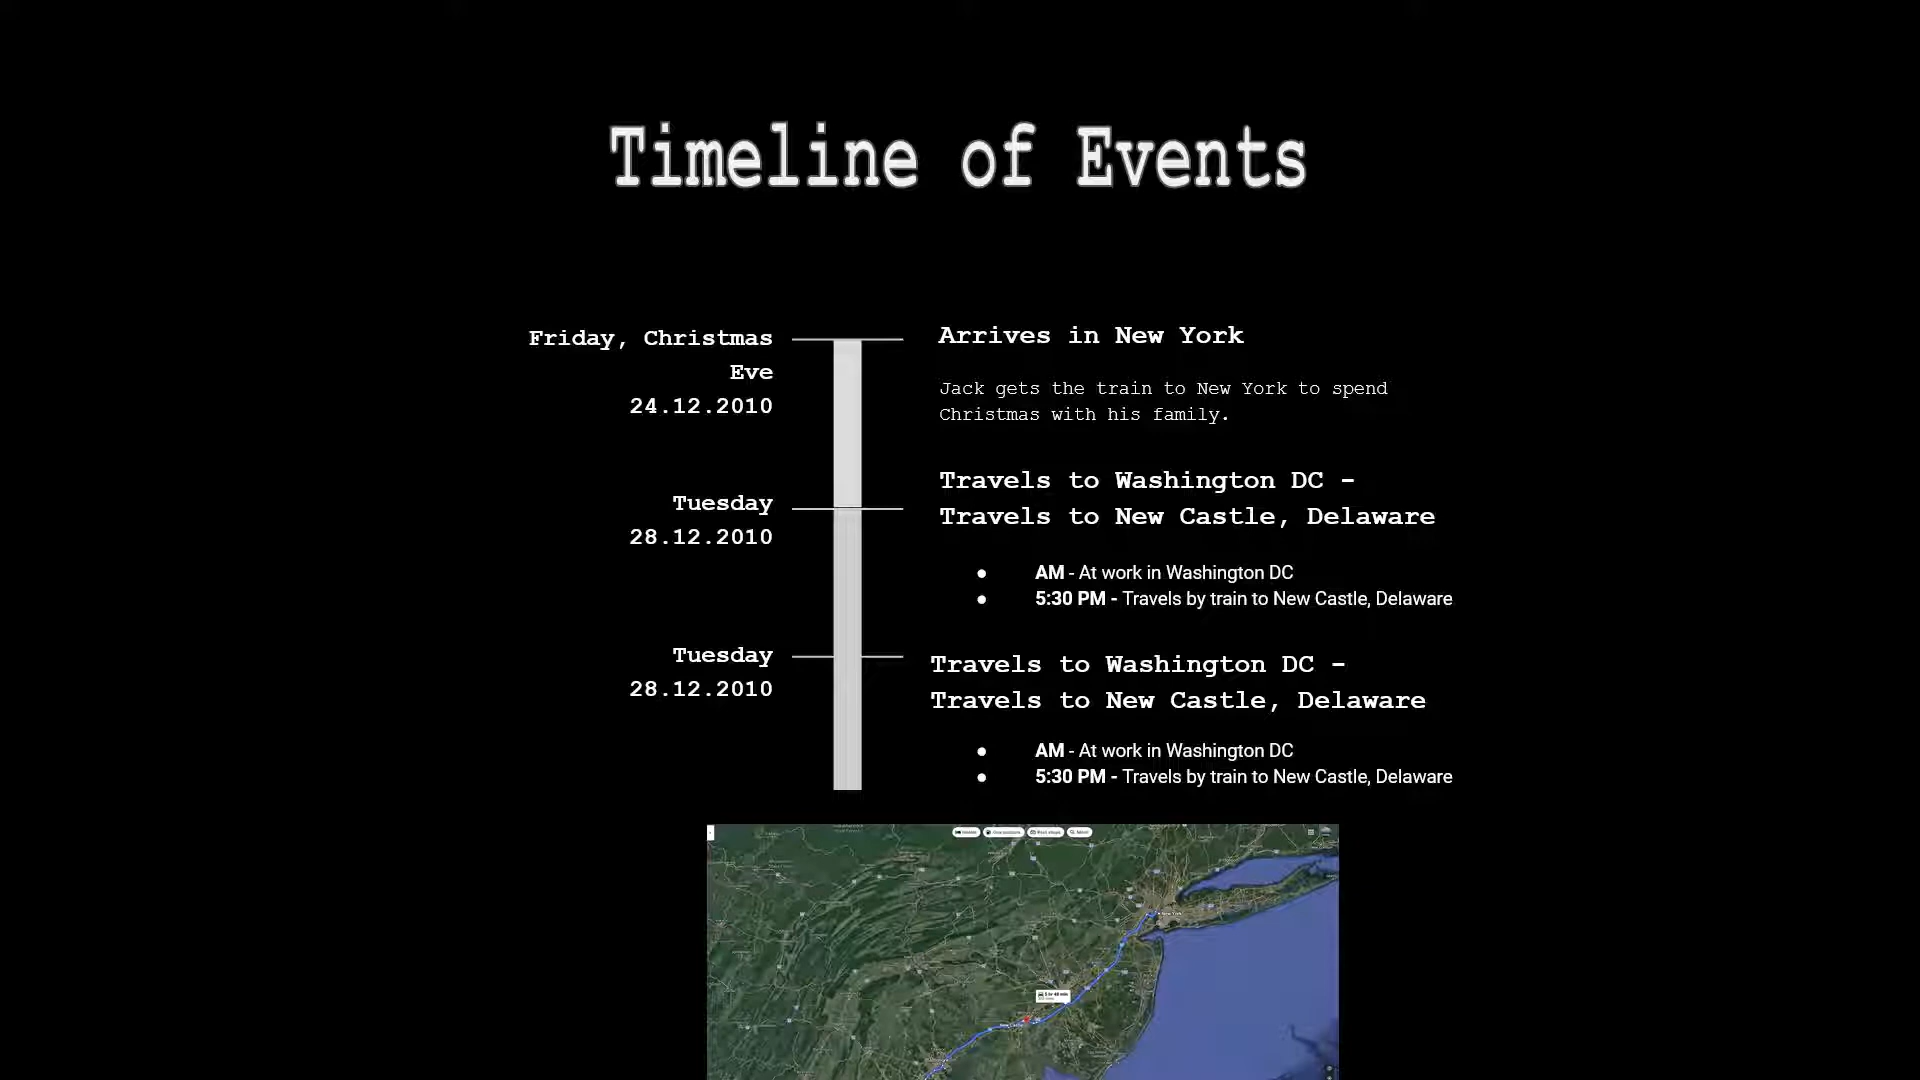 Timeline of Events
Friday, Christmas
Eve
24.12.2010
Arrives in New York
Jack gets the train to New York to spend
Christmas with his family.
Tuesday
28.12.2010
Travels to Washington DC -
Travels to New Castle, Delaware
● AM - At work in Washington DC
● 5:30 PM - Travels by train to New Castle, Delaware
Tuesday
28.12.2010
Travels to Washington DC -
Travels to New Castle, Delaware
● AM - At work in Washington DC
● 5:30 PM - Travels by train to New Castle, Delaware
New York